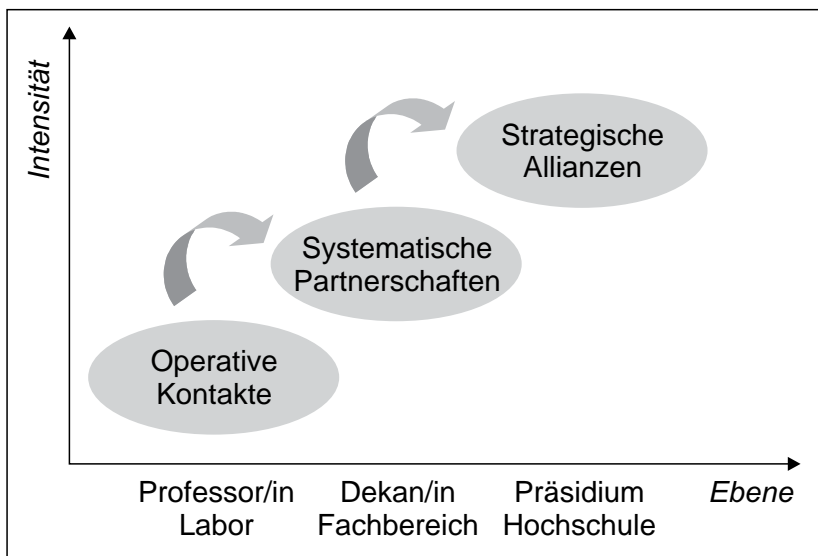 Intensität
Strategische
Allianzen
Systematische
Partnerschaften
Operative
Kontakte
Professor/in
Labor
Dekan/in
Fachbereich
Präsidium
Hochschule
Ebene